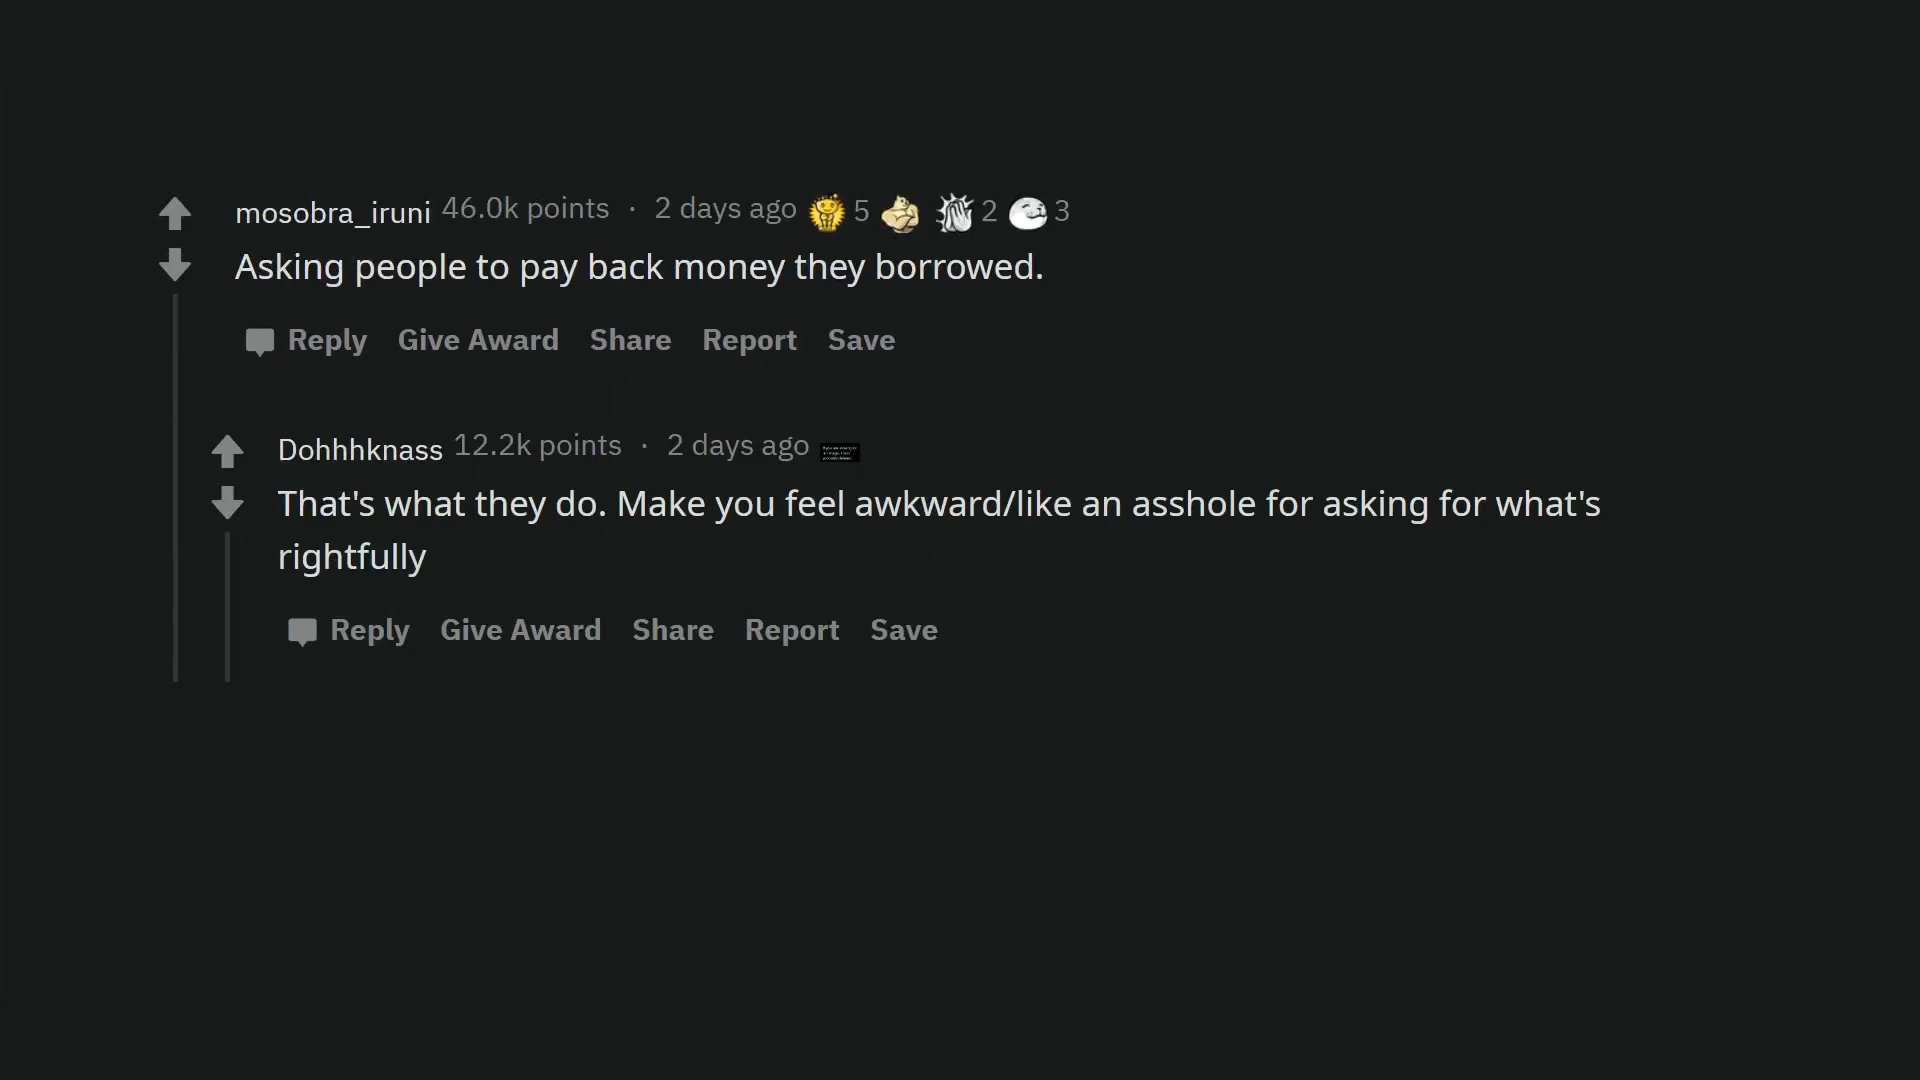 mosobra_iruni 46.0k points · 2 days ago 5 2 3
Asking people to pay back money they borrowed.
Reply Give Award Share Report Save
Dohhhknass 12.2k points · 2 days ago
That's what they do. Make you feel awkward/like an asshole for asking for what's
rightfully
Reply Give Award Share Report Save